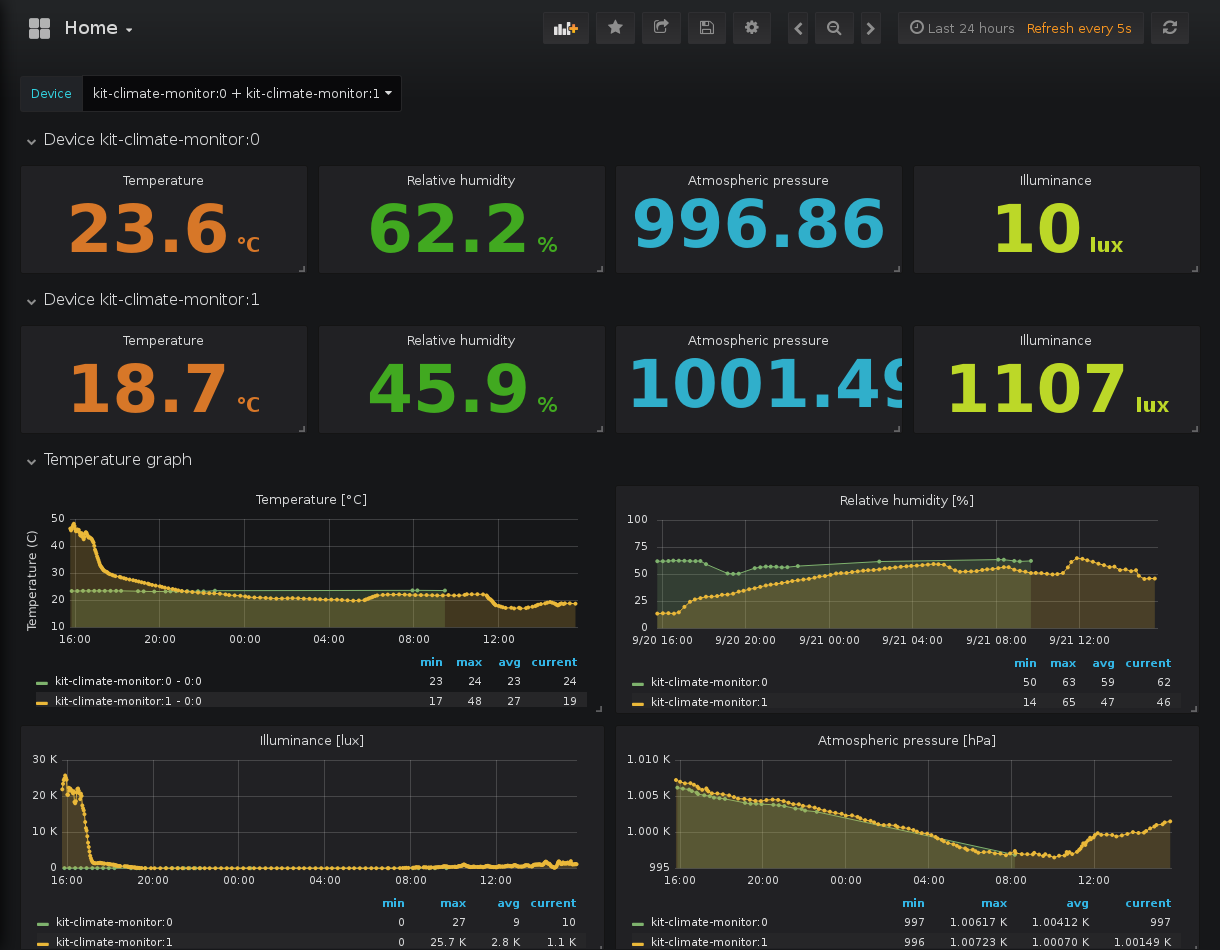 Home
Last 24 hours Refresh every 5s
Device kit-climate-monitor:0 + kit-climate-monitor:1
Device kit-climate-monitor:0
Temperature Relative humidity Atmospheric pressure Illuminance
23.6 °C 62.2 % 996.86 10 lux
Device kit-climate-monitor:1
Temperature Relative humidity Atmospheric pressure Illuminance
18.7 °C 45.9 % 1001.49 1107 lux
Temperature graph
Temperature [°C]
Temperature (C)
50
40
30
20
10
16:00 20:00 00:00 04:00 08:00 12:00
min max avg current
kit-climate-monitor:0 - 0:0 23 24 23 24
kit-climate-monitor:1 - 0:0 17 48 27 19
Relative humidity [%]
100
75
50
25
0
9/20 16:00 9/20 20:00 9/21 00:00 9/21 04:00 9/21 08:00 9/21 12:00
min max avg current
kit-climate-monitor:0 50 63 59 62
kit-climate-monitor:1 14 65 47 46
Illuminance [lux]
30 K
20 K
10 K
0
16:00 20:00 00:00 04:00 08:00 12:00
min max avg current
kit-climate-monitor:0 0 27 9 10
kit-climate-monitor:1 0 25.7 K 2.8 K 1.1 K
Atmospheric pressure [hPa]
1.010 K
1.005 K
1.000 K
995
16:00 20:00 00:00 04:00 08:00 12:00
min max avg current
kit-climate-monitor:0 997 1.00617 K 1.00412 K 997
kit-climate-monitor:1 996 1.00723 K 1.00070 K 1.00149 K